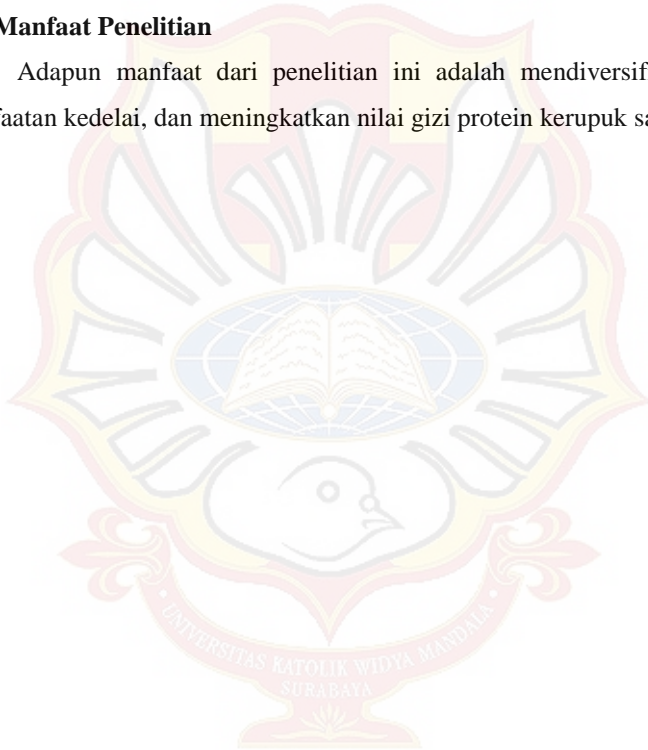 Manfaat Penelitian
Adapun manfaat dari penelitian ini adalah mendiversif
faatan kedelai, dan meningkatkan nilai gizi protein kerupuk sa
UNIVERSITAS KATOLIK WIDYA MANDALA
SURABAYA